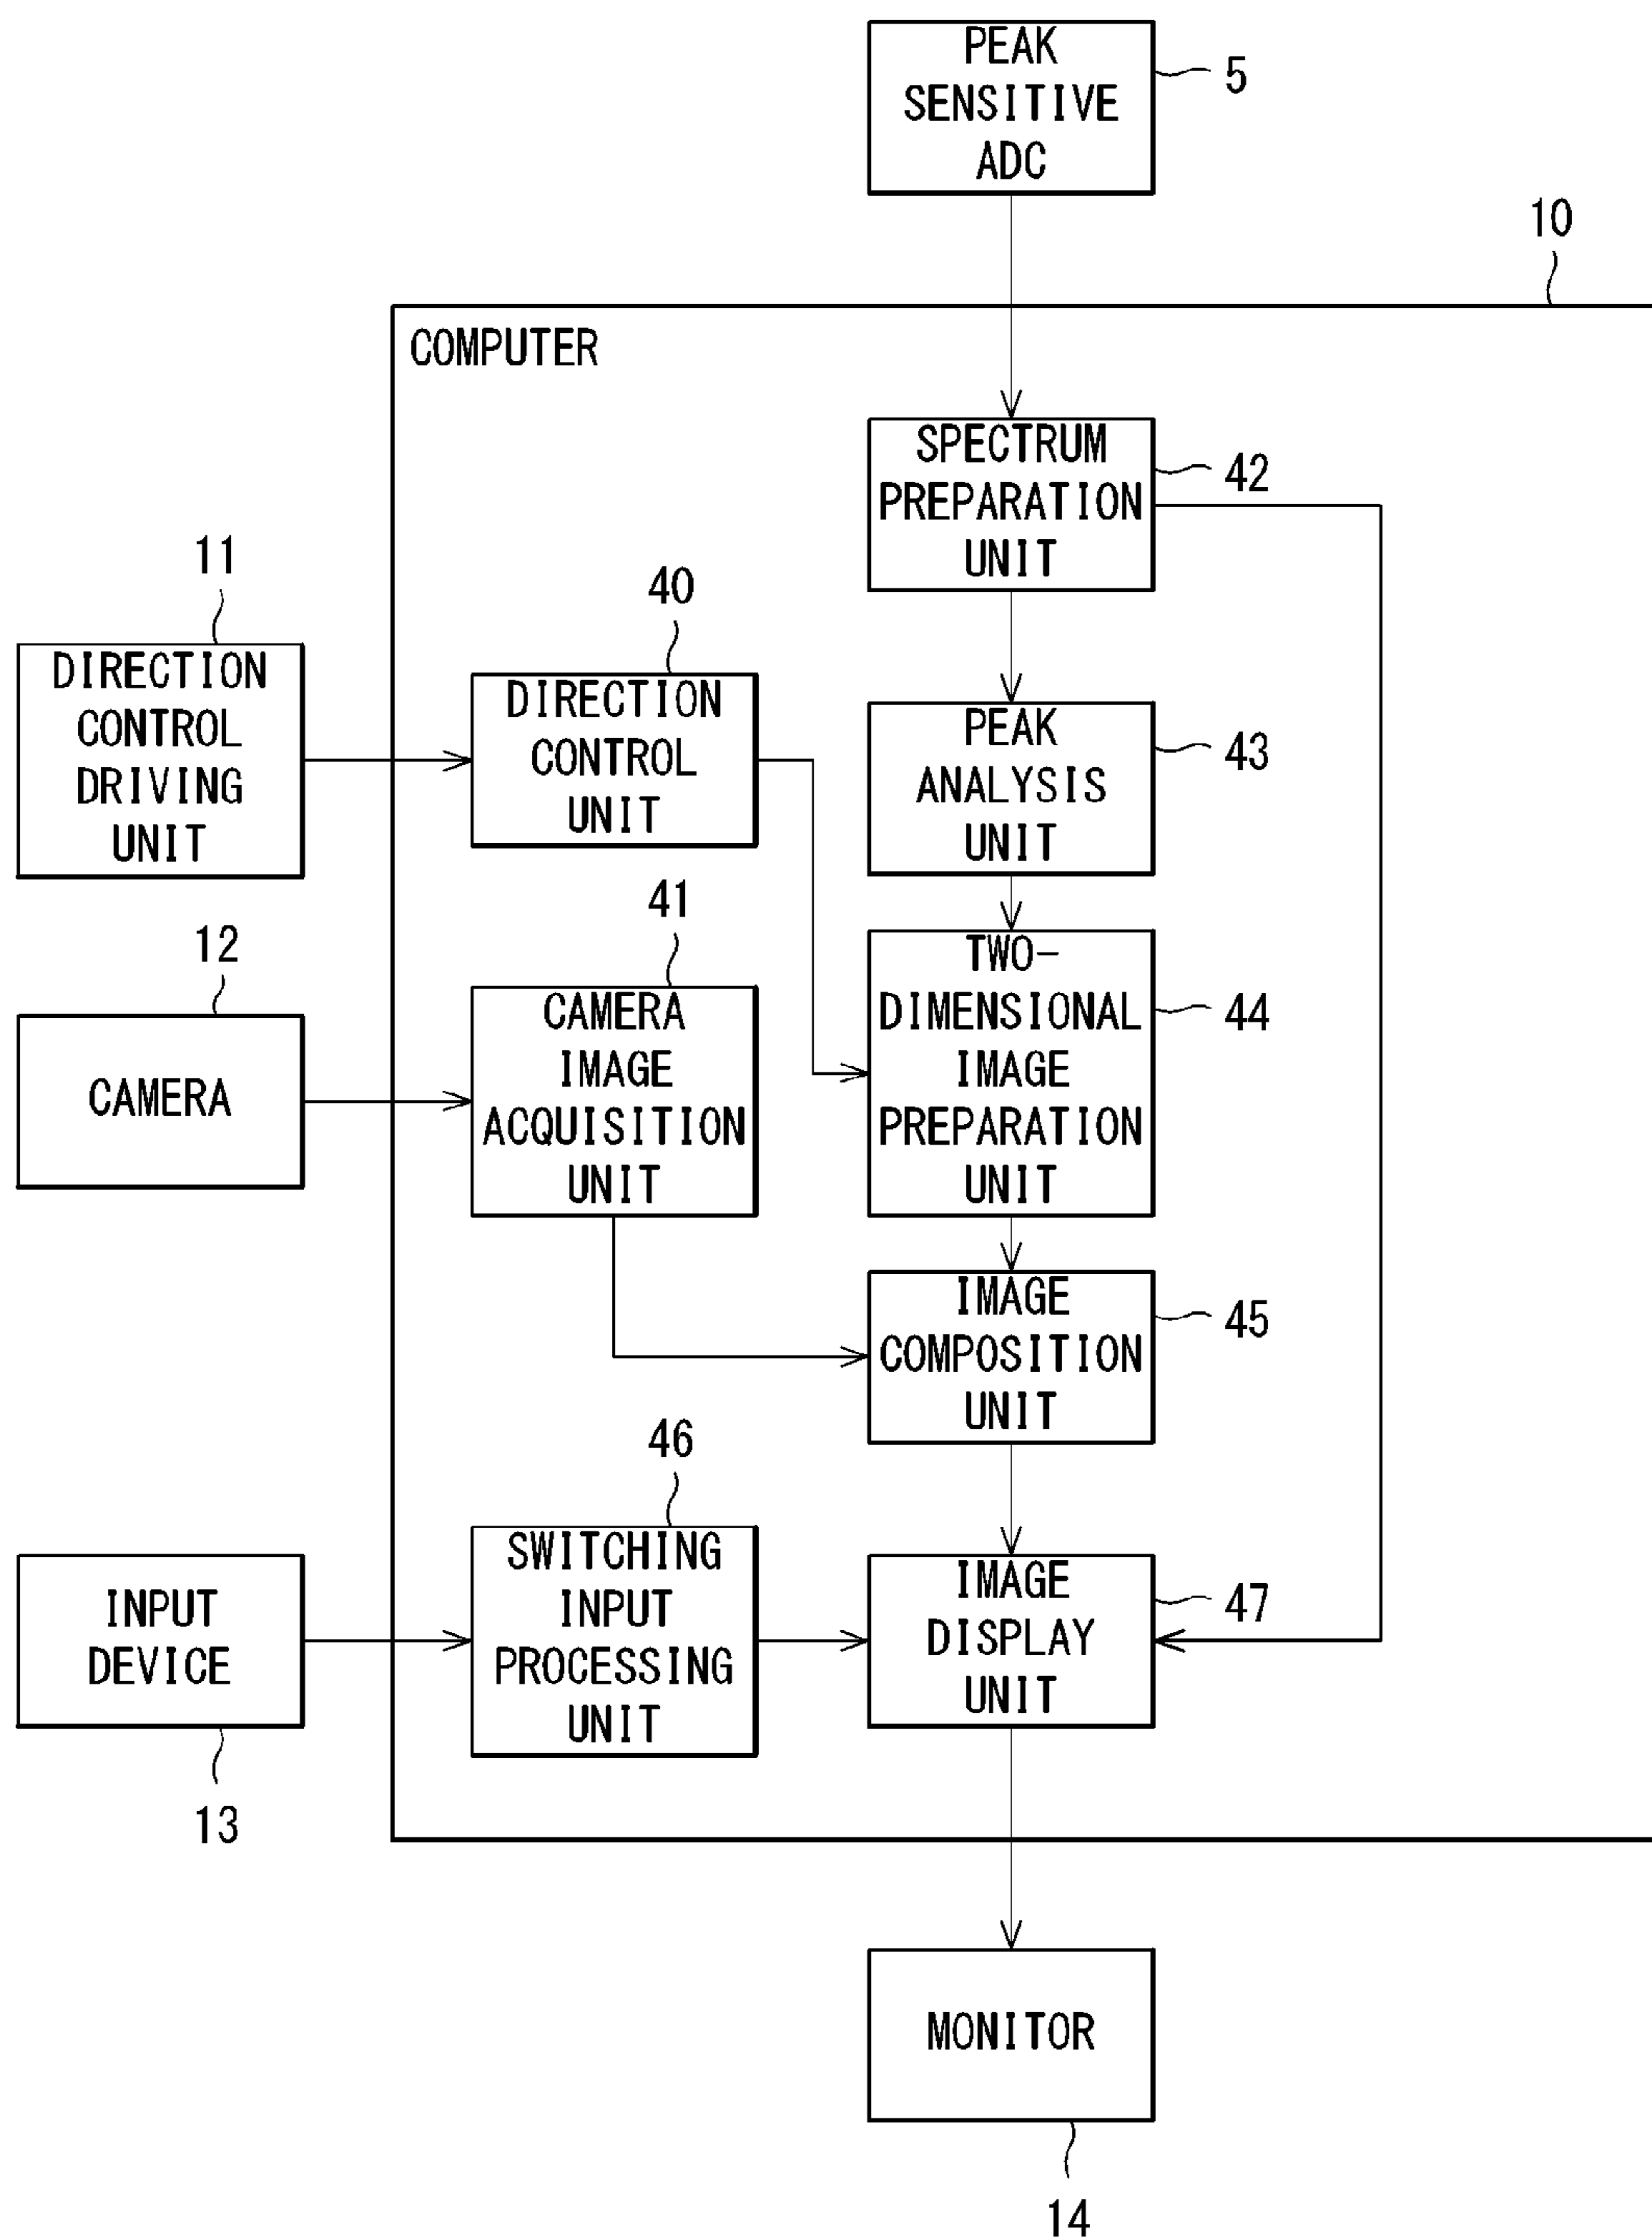 PEAK
SENSITIVE
ADC
5
10
COMPUTER
SPECTRUM
PREPARATION
UNIT
42
11
DIRECTION
CONTROL
DRIVING
UNIT
40
DIRECTION
CONTROL
UNIT
PEAK
ANALYSIS
UNIT
43
12
CAMERA
41
CAMERA
IMAGE
ACQUISITION
UNIT
TWO-
DIMENSIONAL
IMAGE
PREPARATION
UNIT
44
IMAGE
COMPOSITION
UNIT
45
INPUT
DEVICE
13
46
SWITCHING
INPUT
PROCESSING
UNIT
IMAGE
DISPLAY
UNIT
47
MONITOR
14